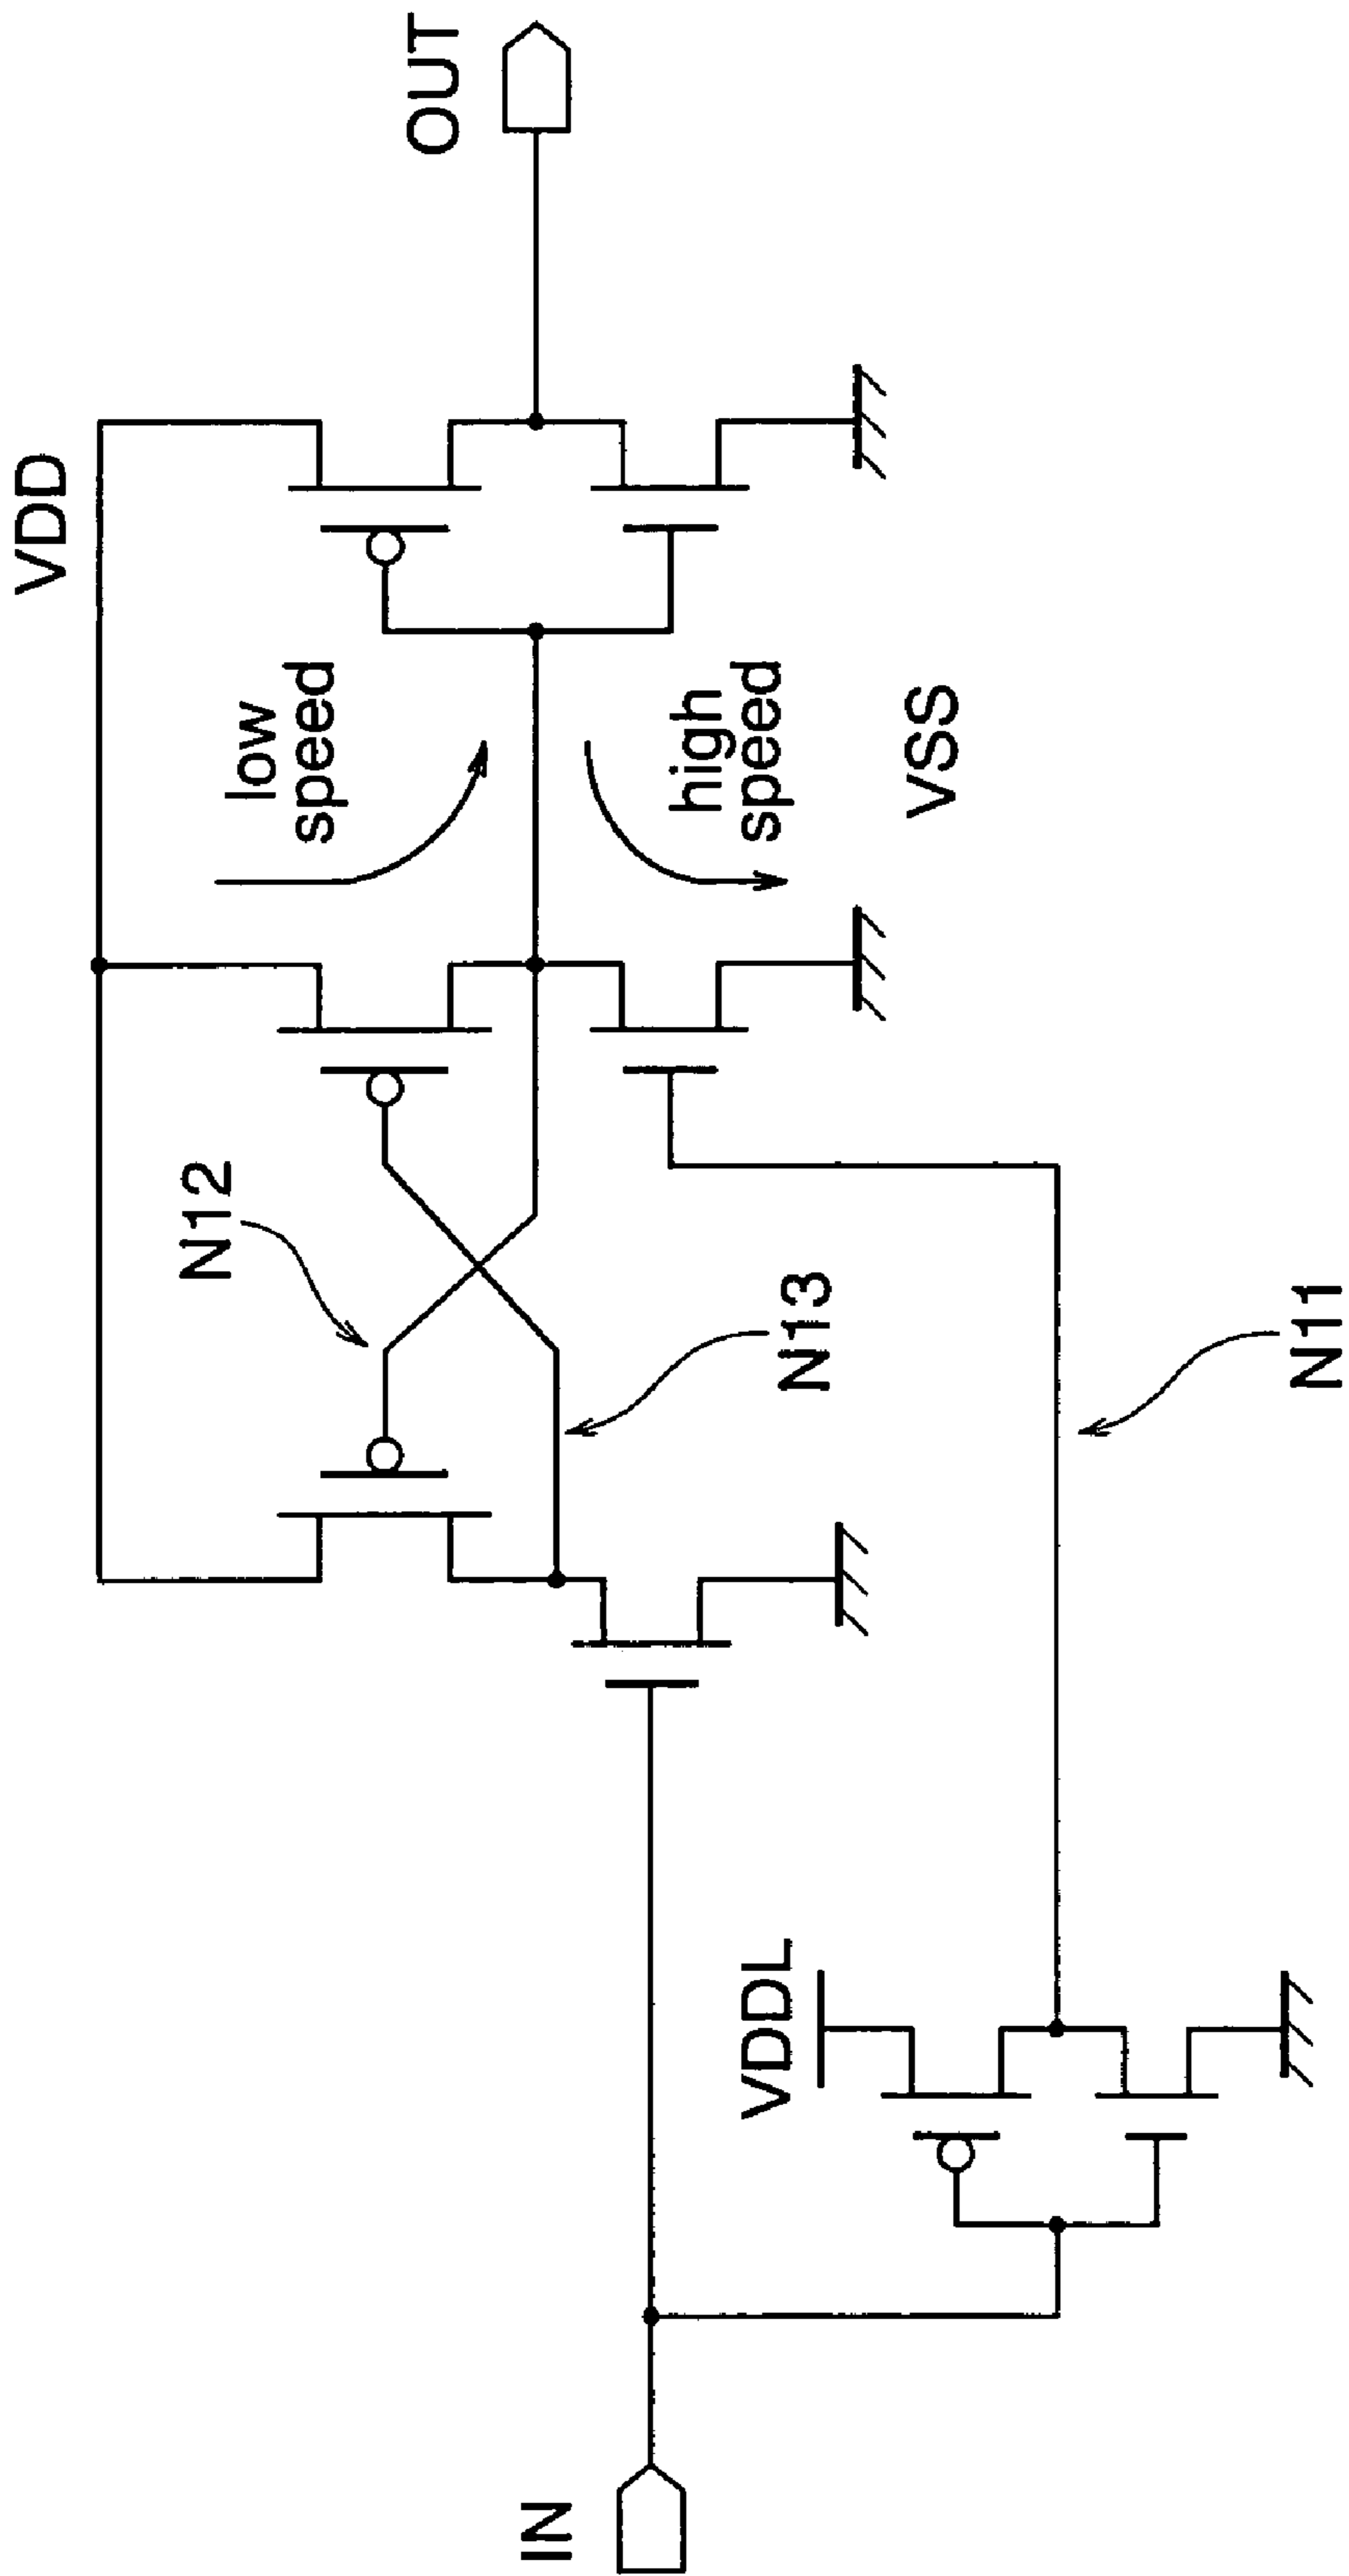 VDD
OUT
low
speed
high
speed
VSS
N12
N13
N11
VDDL
IN